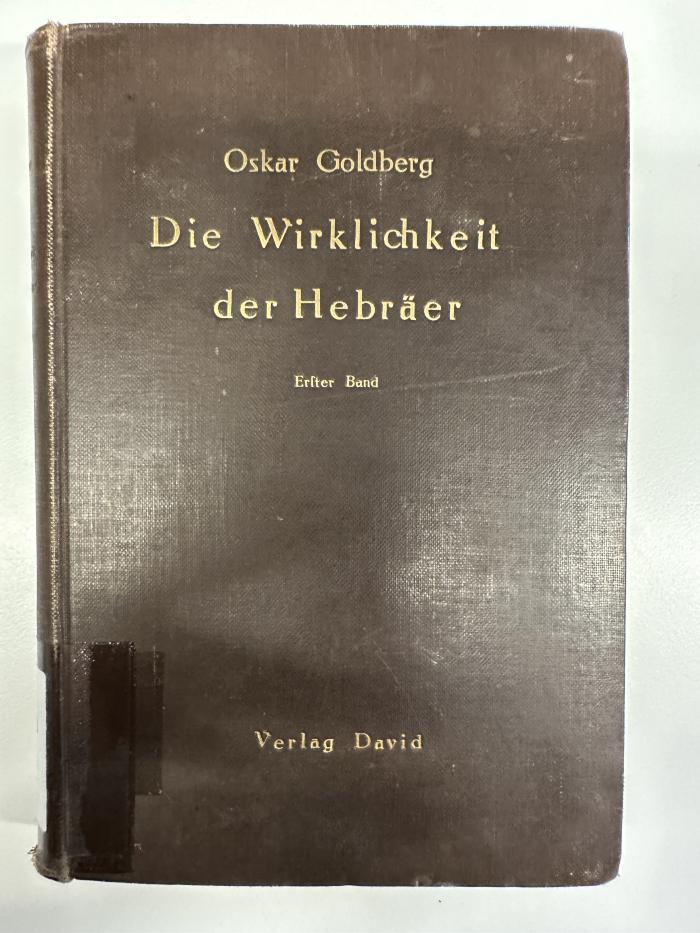 Oskar Goldberg
Die Wirklichkeit
der Hebräer
Erſter Band
Verlag David